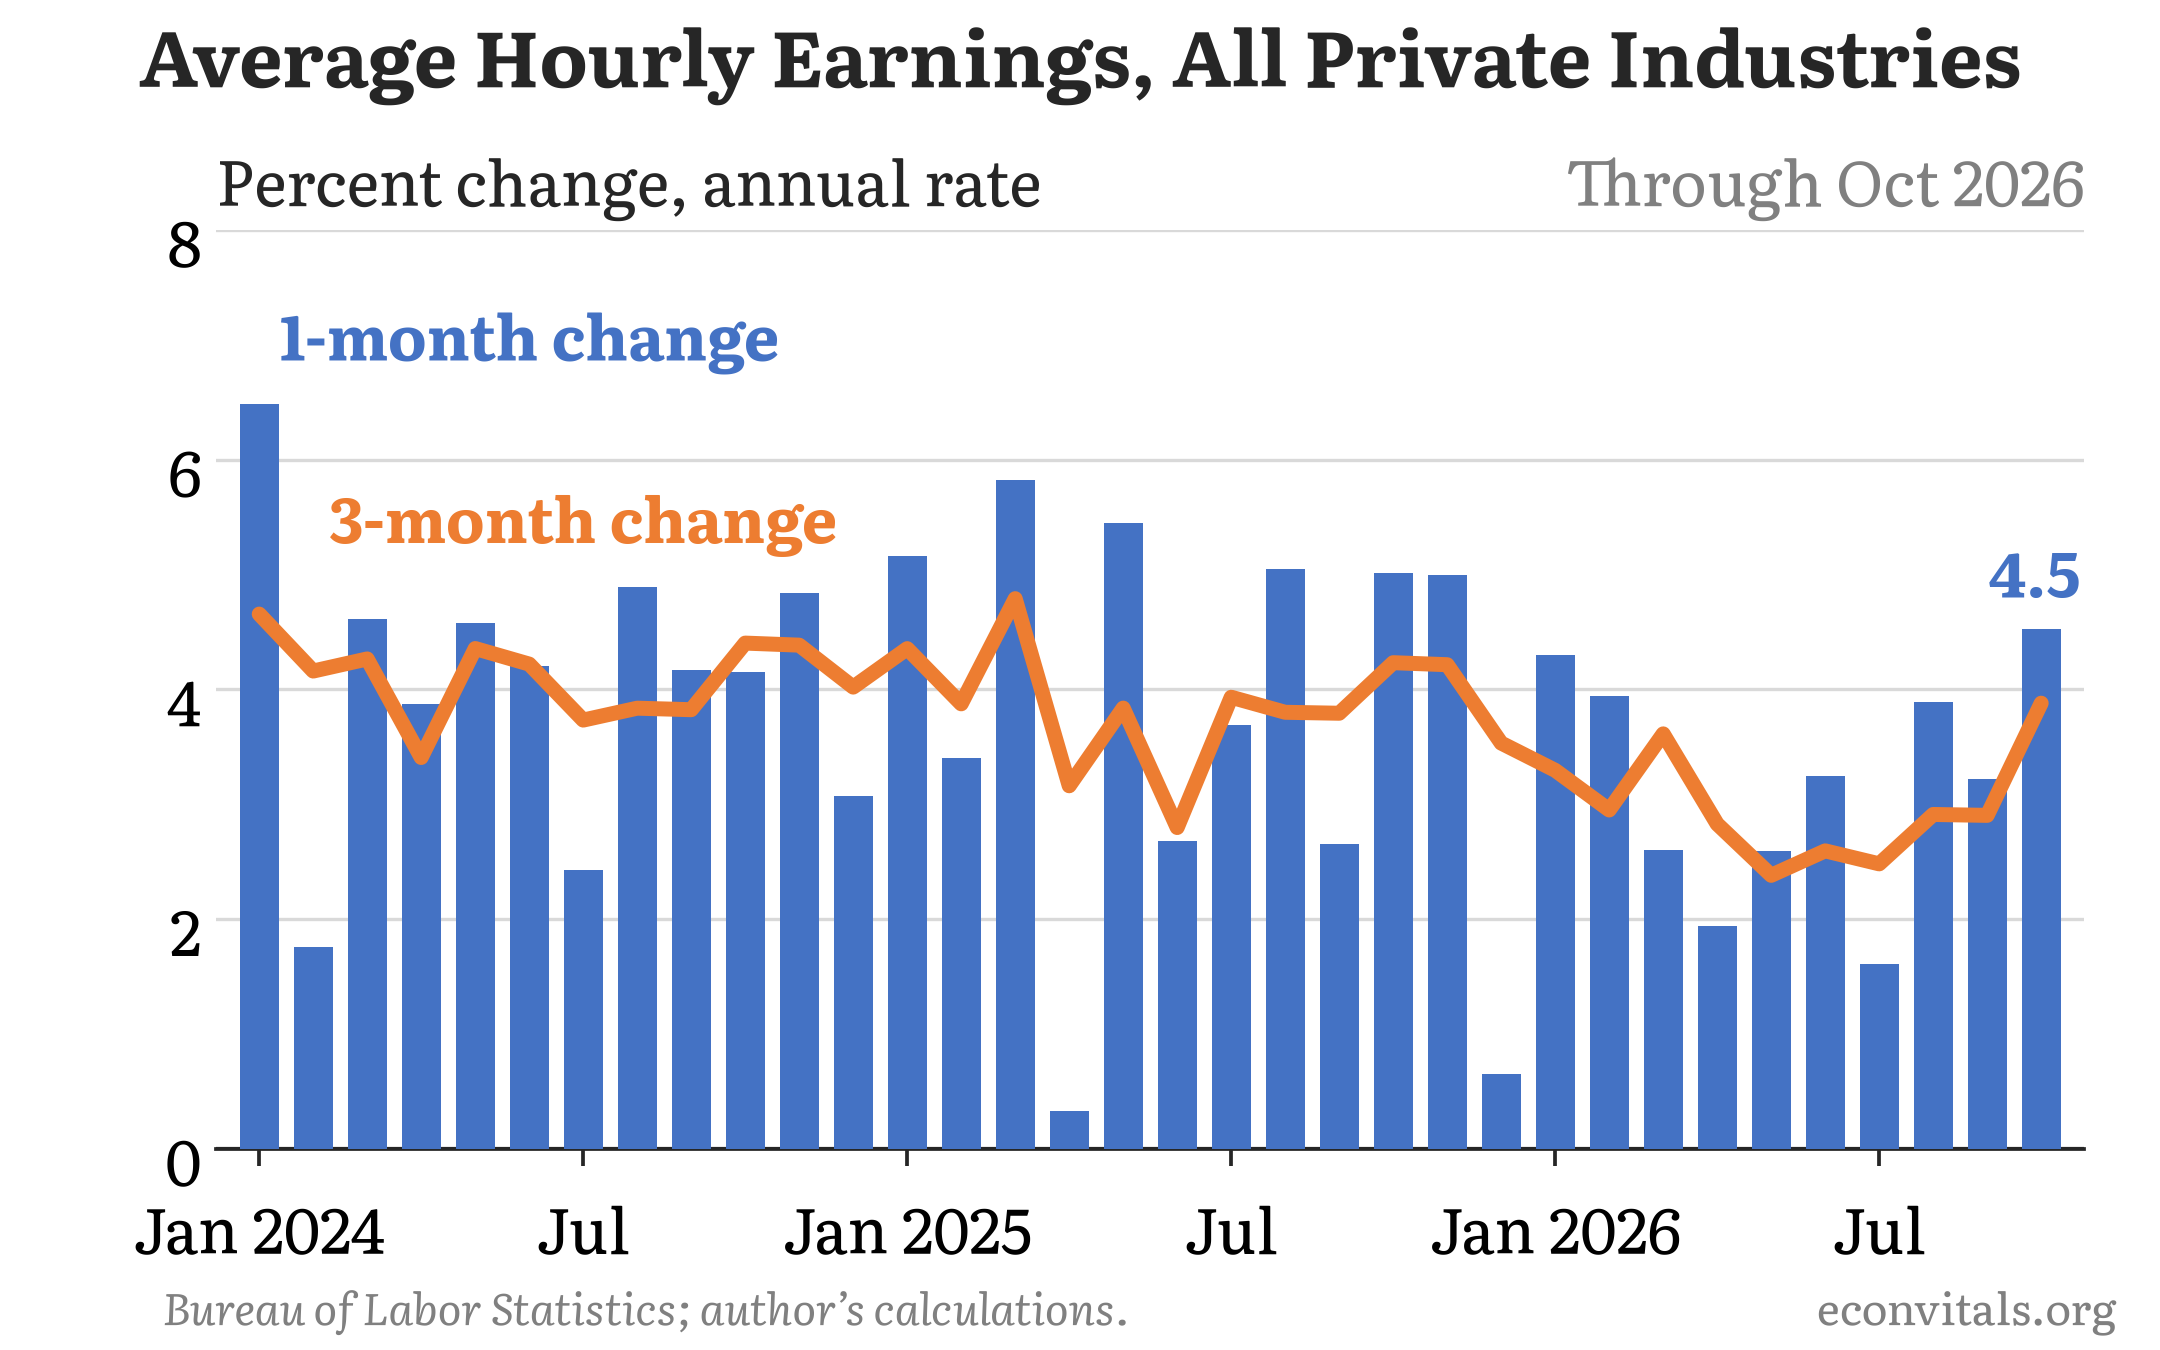 Average Hourly Earnings, All Private Industries
Percent change, annual rate
Through Oct 2026
8
1-month change
6
3-month change
4.5
4
2
0
Jan 2024
Jul
Jan 2025
Jul
Jan 2026
Jul
Bureau of Labor Statistics; author’s calculations.
econvitals.org